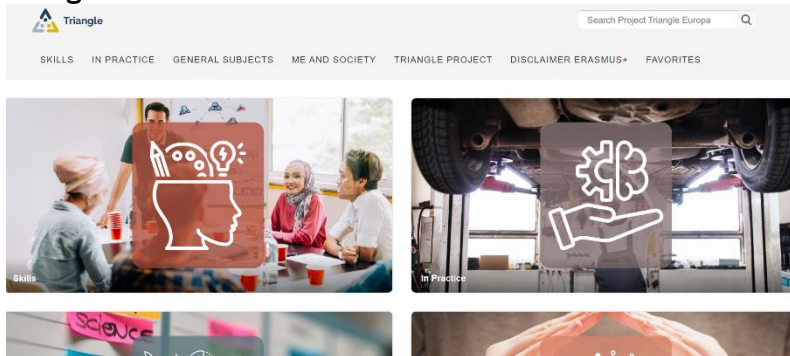 Triangle
Search Project Triangle Europa
SKILLS IN PRACTICE GENERAL SUBJECTS ME AND SOCIETY TRIANGLE PROJECT DISCLAIMER ERASMUS+ FAVORITES
Skills
In Practice
SCIENCE